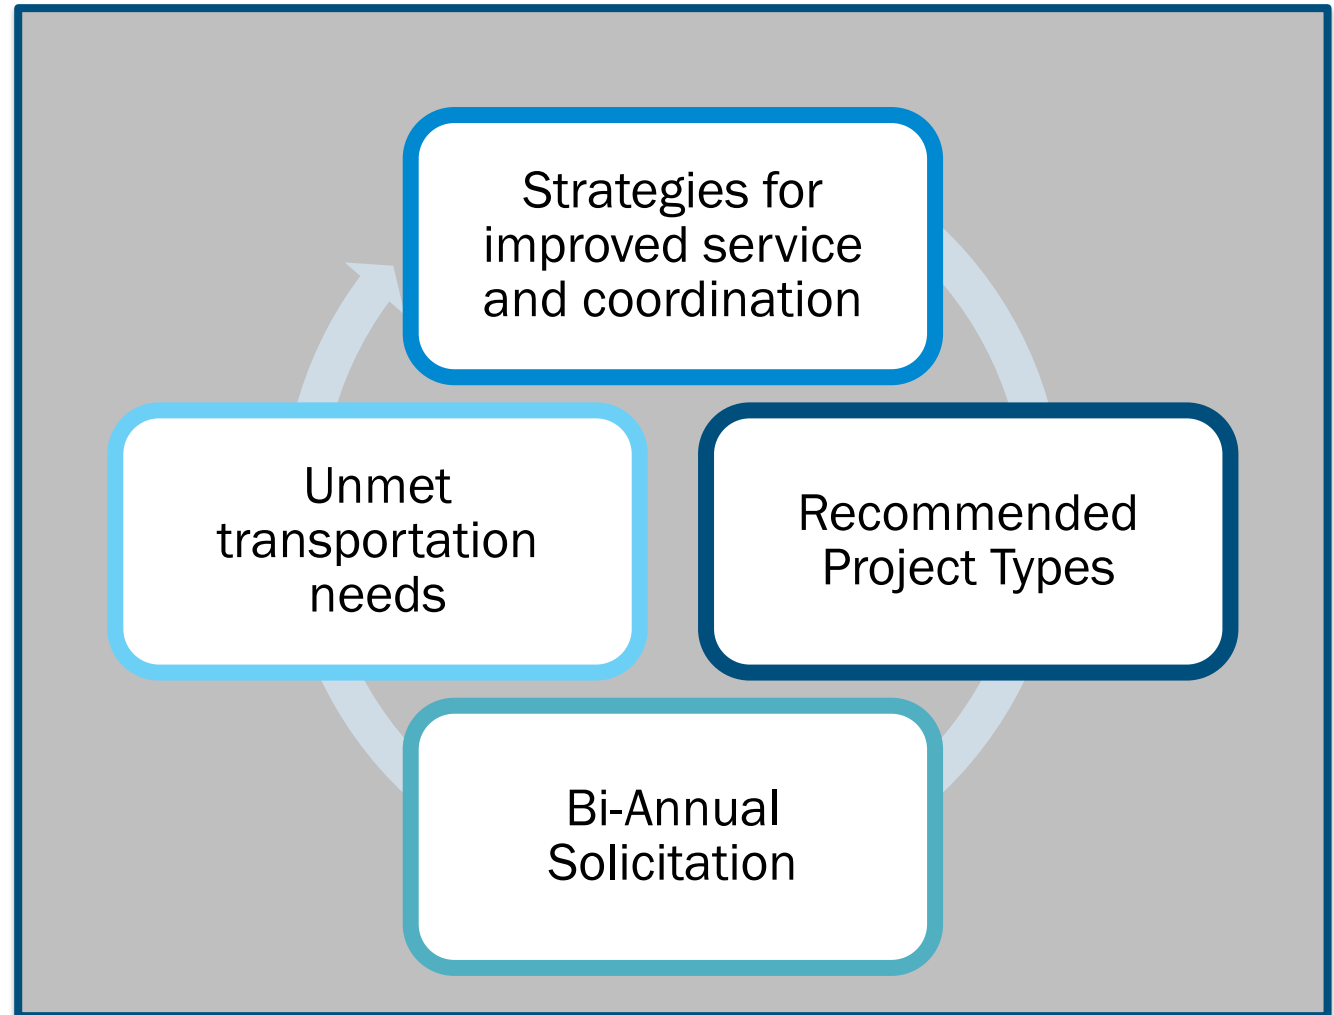 Strategies for
improved service
and coordination
Unmet
transportation
needs
Recommended
Project Types
Bi-Annual
Solicitation